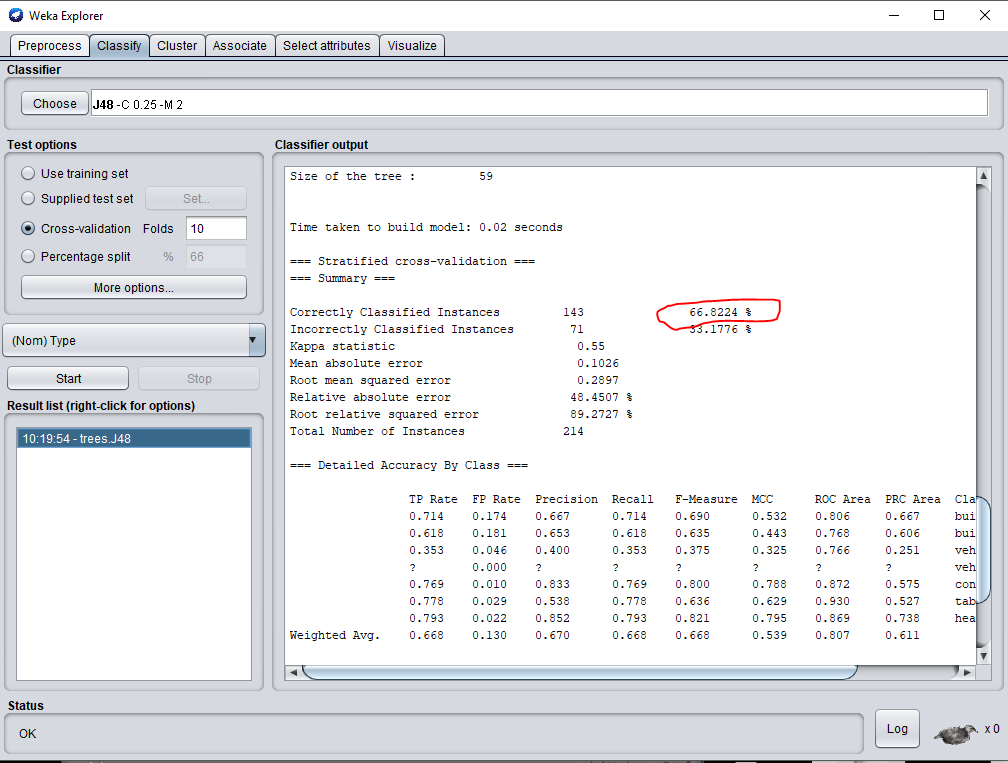 Weka Explorer
Preprocess Classify Cluster Associate Select attributes Visualize
Classifier
Choose J48 -C 0.25 -M 2
Test options
Use training set
Supplied test set Set...
Cross-validation Folds 10
Percentage split % 66
More options...
(Nom) Type
Start Stop
Result list (right-click for options)
10:19:54 - trees.J48
Classifier output
Size of the tree : 59
Time taken to build model: 0.02 seconds
=== Stratified cross-validation ===
=== Summary ===
Correctly Classified Instances 143 66.8224 %
Incorrectly Classified Instances 71 33.1776 %
Kappa statistic 0.55
Mean absolute error 0.1026
Root mean squared error 0.2897
Relative absolute error 48.4507 %
Root relative squared error 89.2727 %
Total Number of Instances 214
=== Detailed Accuracy By Class ===
TP Rate FP Rate Precision Recall F-Measure MCC ROC Area PRC Area Cla
0.714 0.174 0.667 0.714 0.690 0.532 0.806 0.667 bui
0.618 0.181 0.653 0.618 0.635 0.443 0.768 0.606 bui
0.353 0.046 0.400 0.353 0.375 0.325 0.766 0.251 veh
? 0.000 ? ? ? ? ? ? veh
0.769 0.010 0.833 0.769 0.800 0.788 0.872 0.575 con
0.778 0.029 0.538 0.778 0.636 0.629 0.930 0.527 tab
0.793 0.022 0.852 0.793 0.821 0.795 0.869 0.738 hea
Weighted Avg. 0.668 0.130 0.670 0.668 0.668 0.539 0.807 0.611
Status
OK
Log x 0